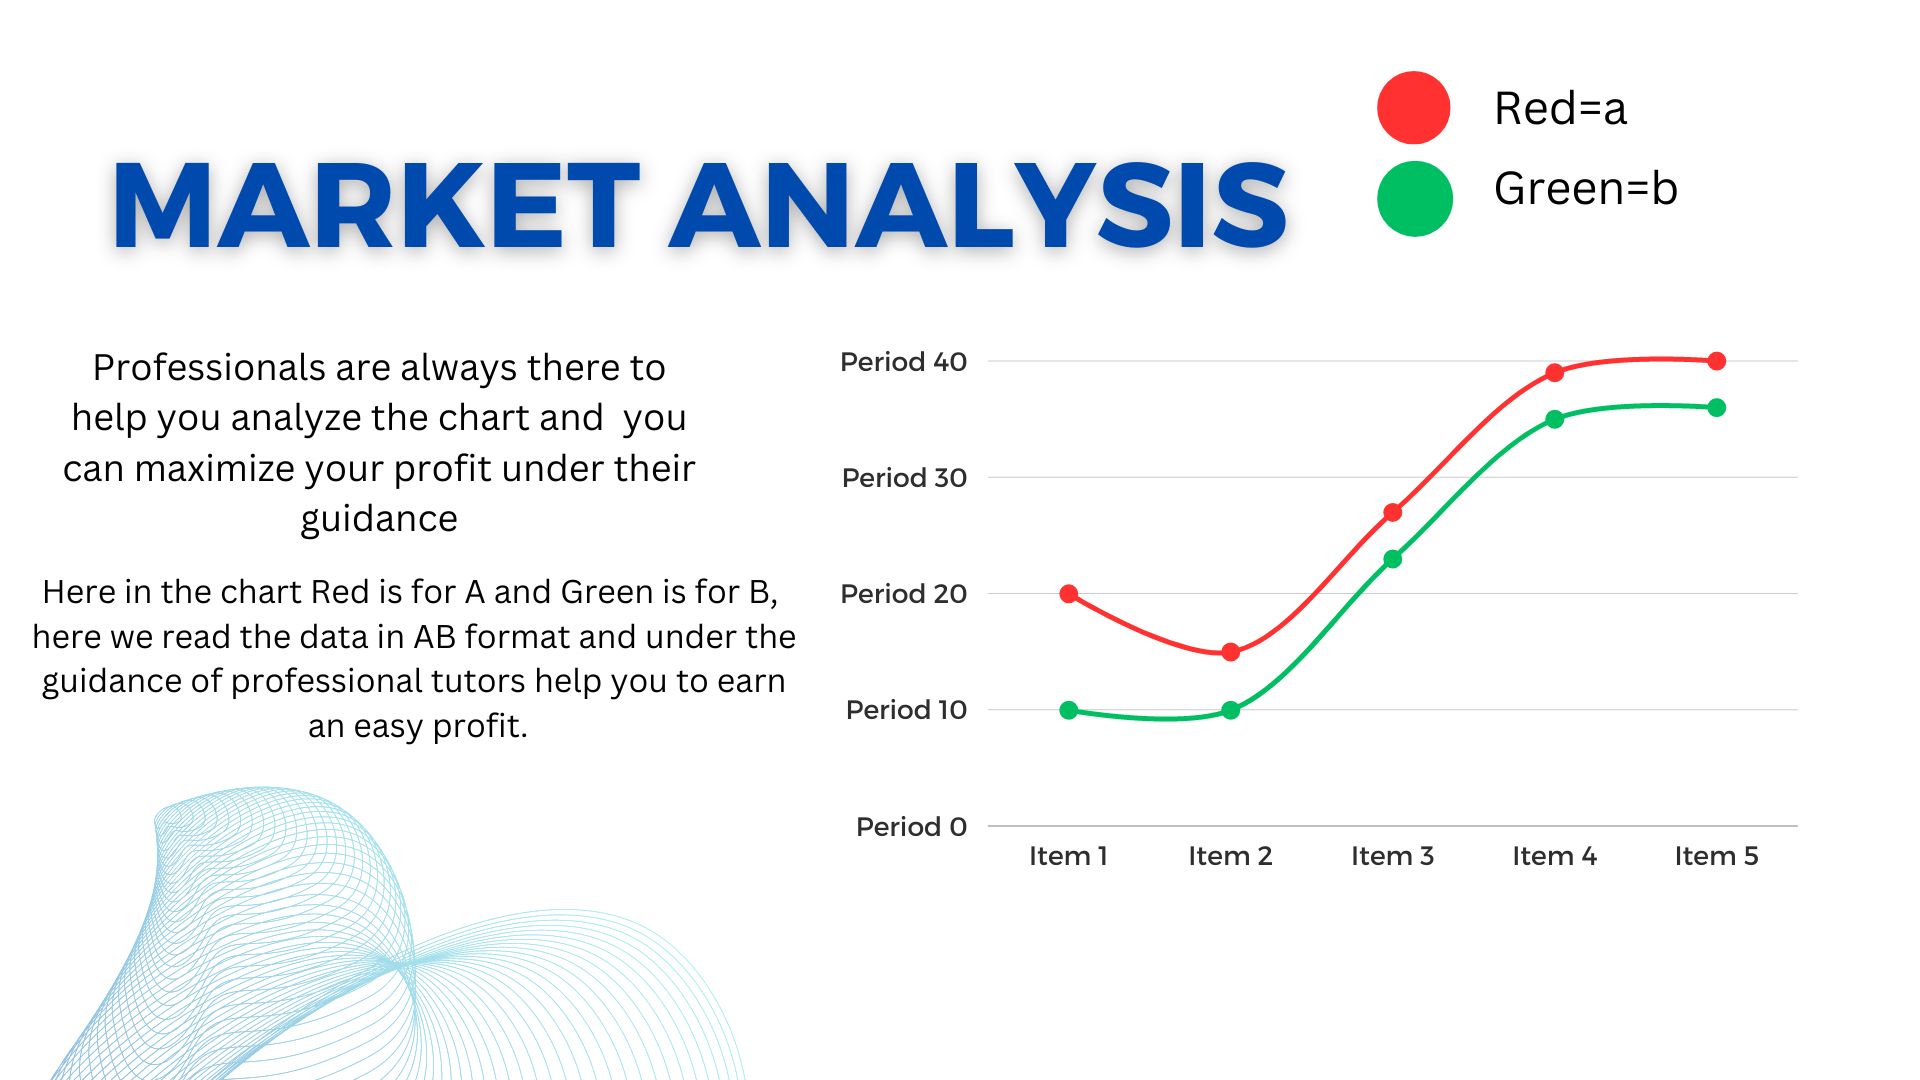 MARKET ANALYSIS
Red=a
Green=b
Professionals are always there to
help you analyze the chart and  you
can maximize your profit under their
guidance
Here in the chart Red is for A and Green is for B,
here we read the data in AB format and under the
guidance of professional tutors help you to earn
an easy profit.
Period 40
Period 30
Period 20
Period 10
Period 0
Item 1 Item 2 Item 3 Item 4 Item 5